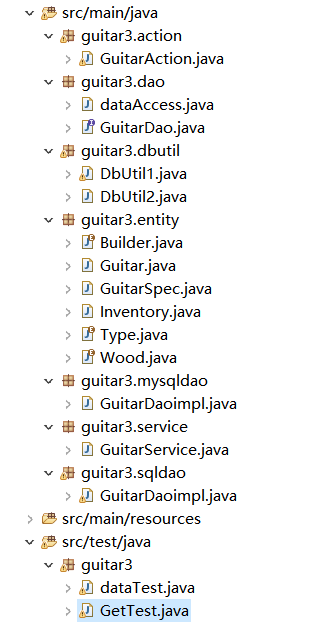 src/main/java
guitar3.action
GuitarAction.java
guitar3.dao
dataAccess.java
GuitarDao.java
guitar3.dbutil
DbUtil1.java
DbUtil2.java
guitar3.entity
Builder.java
Guitar.java
GuitarSpec.java
Inventory.java
Type.java
Wood.java
guitar3.mysqldao
GuitarDaoimpl.java
guitar3.service
GuitarService.java
guitar3.sqldao
GuitarDaoimpl.java
src/main/resources
src/test/java
guitar3
dataTest.java
GetTest.java